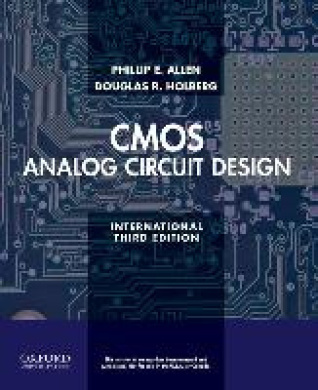 PHILLIP E. ALLEN
DOUGLAS R. HOLBERG
CMOS
ANALOG CIRCUIT DESIGN
INTERNATIONAL
THIRD EDITION
OXFORD